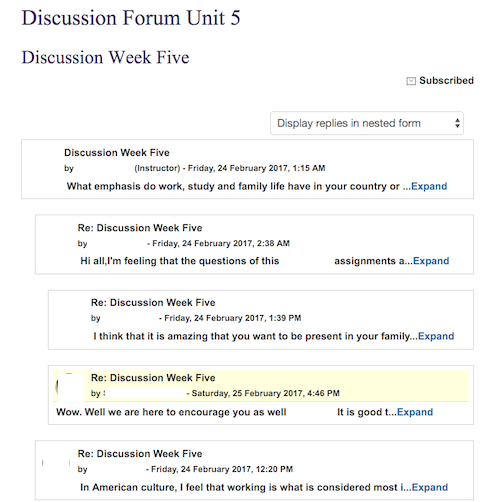 Discussion Forum Unit 5
Discussion Week Five
Subscribed
Display replies in nested form
Discussion Week Five
by (Instructor) - Friday, 24 February 2017, 1:15 AM
What emphasis do work, study and family life have in your country or ...Expand
Re: Discussion Week Five
by - Friday, 24 February 2017, 2:38 AM
Hi all,I'm feeling that the questions of this assignments a...Expand
Re: Discussion Week Five
by - Friday, 24 February 2017, 1:39 PM
I think that it is amazing that you want to be present in your family...Expand
Re: Discussion Week Five
by - Saturday, 25 February 2017, 4:46 PM
Wow. Well we are here to encourage you as well It is good t...Expand
Re: Discussion Week Five
by - Friday, 24 February 2017, 12:20 PM
In American culture, I feel that working is what is considered most i...Expand